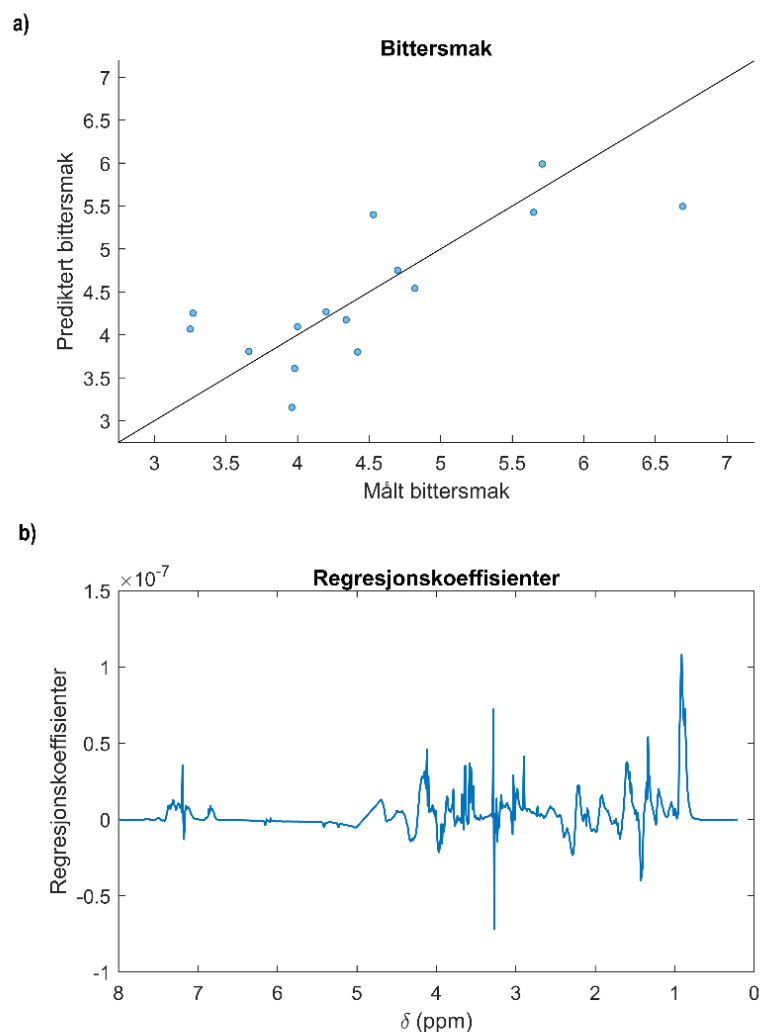 a)
Bittersmak
7
6.5
6
5.5
5
4.5
4
3.5
3
Prediktert bittersmak
3 3.5 4 4.5 5 5.5 6 6.5 7
Målt bittersmak
b)
×10⁻⁷
Regresjonskoeffisienter
1.5
1
0.5
0
-0.5
-1
Regresjonskoeffisienter
8 7 6 5 4 3 2 1 0
δ (ppm)